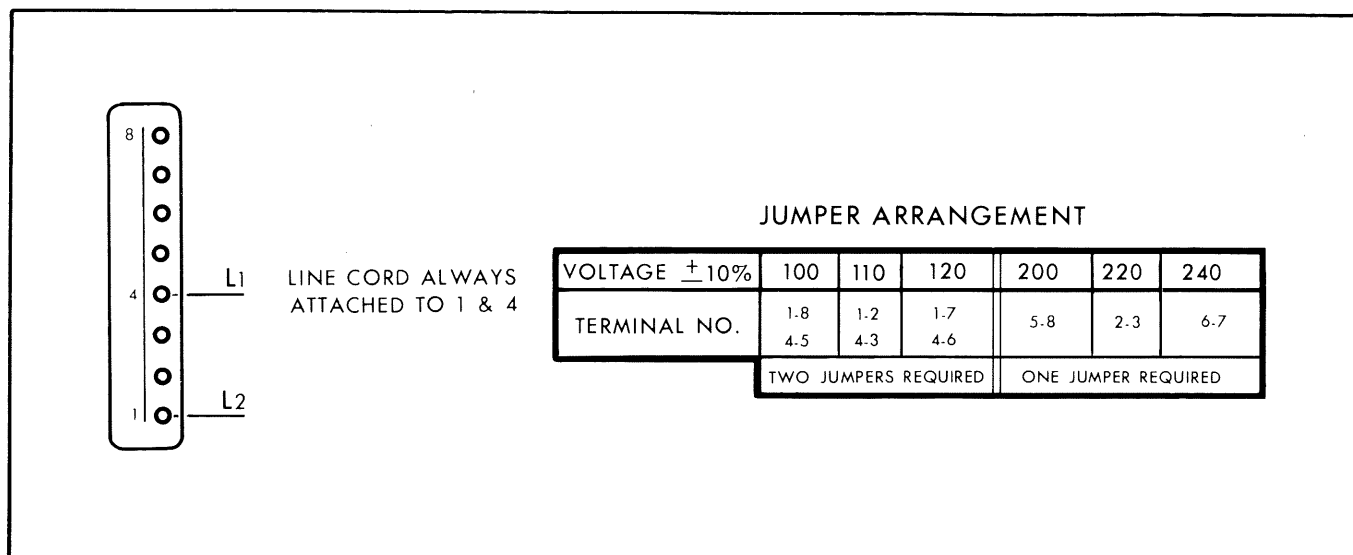 8
4
1
L1
L2
LINE CORD ALWAYS
ATTACHED TO 1 & 4
JUMPER ARRANGEMENT
VOLTAGE ±10% 100 110 120 200 220 240
TERMINAL NO. 1-8 1-2 1-7 5-8 2-3 6-7
4-5 4-3 4-6
TWO JUMPERS REQUIRED ONE JUMPER REQUIRED